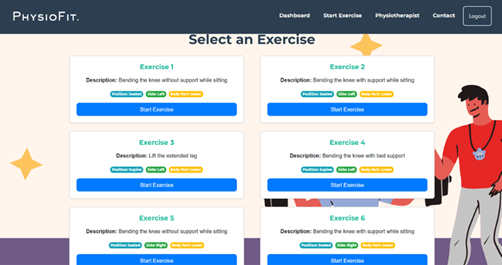 PHYSIOFIT.
Dashboard Start Exercise Physiotherapist Contact Logout
Select an Exercise
Exercise 1
Description: Bending the knee without support while sitting
Position: Seated Side: Left Body Part: Lower
Start Exercise
Exercise 2
Description: Bending the knee with support while sitting
Position: Seated Side: Left Body Part: Lower
Start Exercise
Exercise 3
Description: Lift the extended leg
Position: Supine Side: Left Body Part: Lower
Start Exercise
Exercise 4
Description: Bending the knee with bed support
Position: Supine Side: Left Body Part: Lower
Start Exercise
Exercise 5
Description: Bending the knee without support while sitting
Position: Seated Side: Right Body Part: Lower
Start Exercise
Exercise 6
Description: Bending the knee with support while sitting
Position: Seated Side: Right Body Part: Lower
Start Exercise